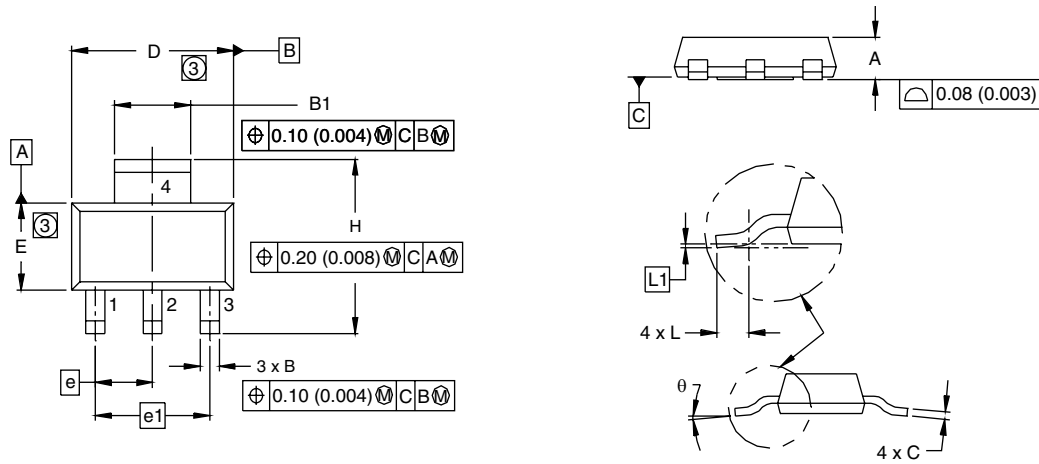 D
3
B
B1
⌖ 0.10 (0.004) Ⓜ C B Ⓜ
A
4
3
E
H
⌖ 0.20 (0.008) Ⓜ C A Ⓜ
1
2
3
3 x B
e
⌖ 0.10 (0.004) Ⓜ C B Ⓜ
e1
A
C
⌓ 0.08 (0.003)
L1
4 x L
θ
4 x C